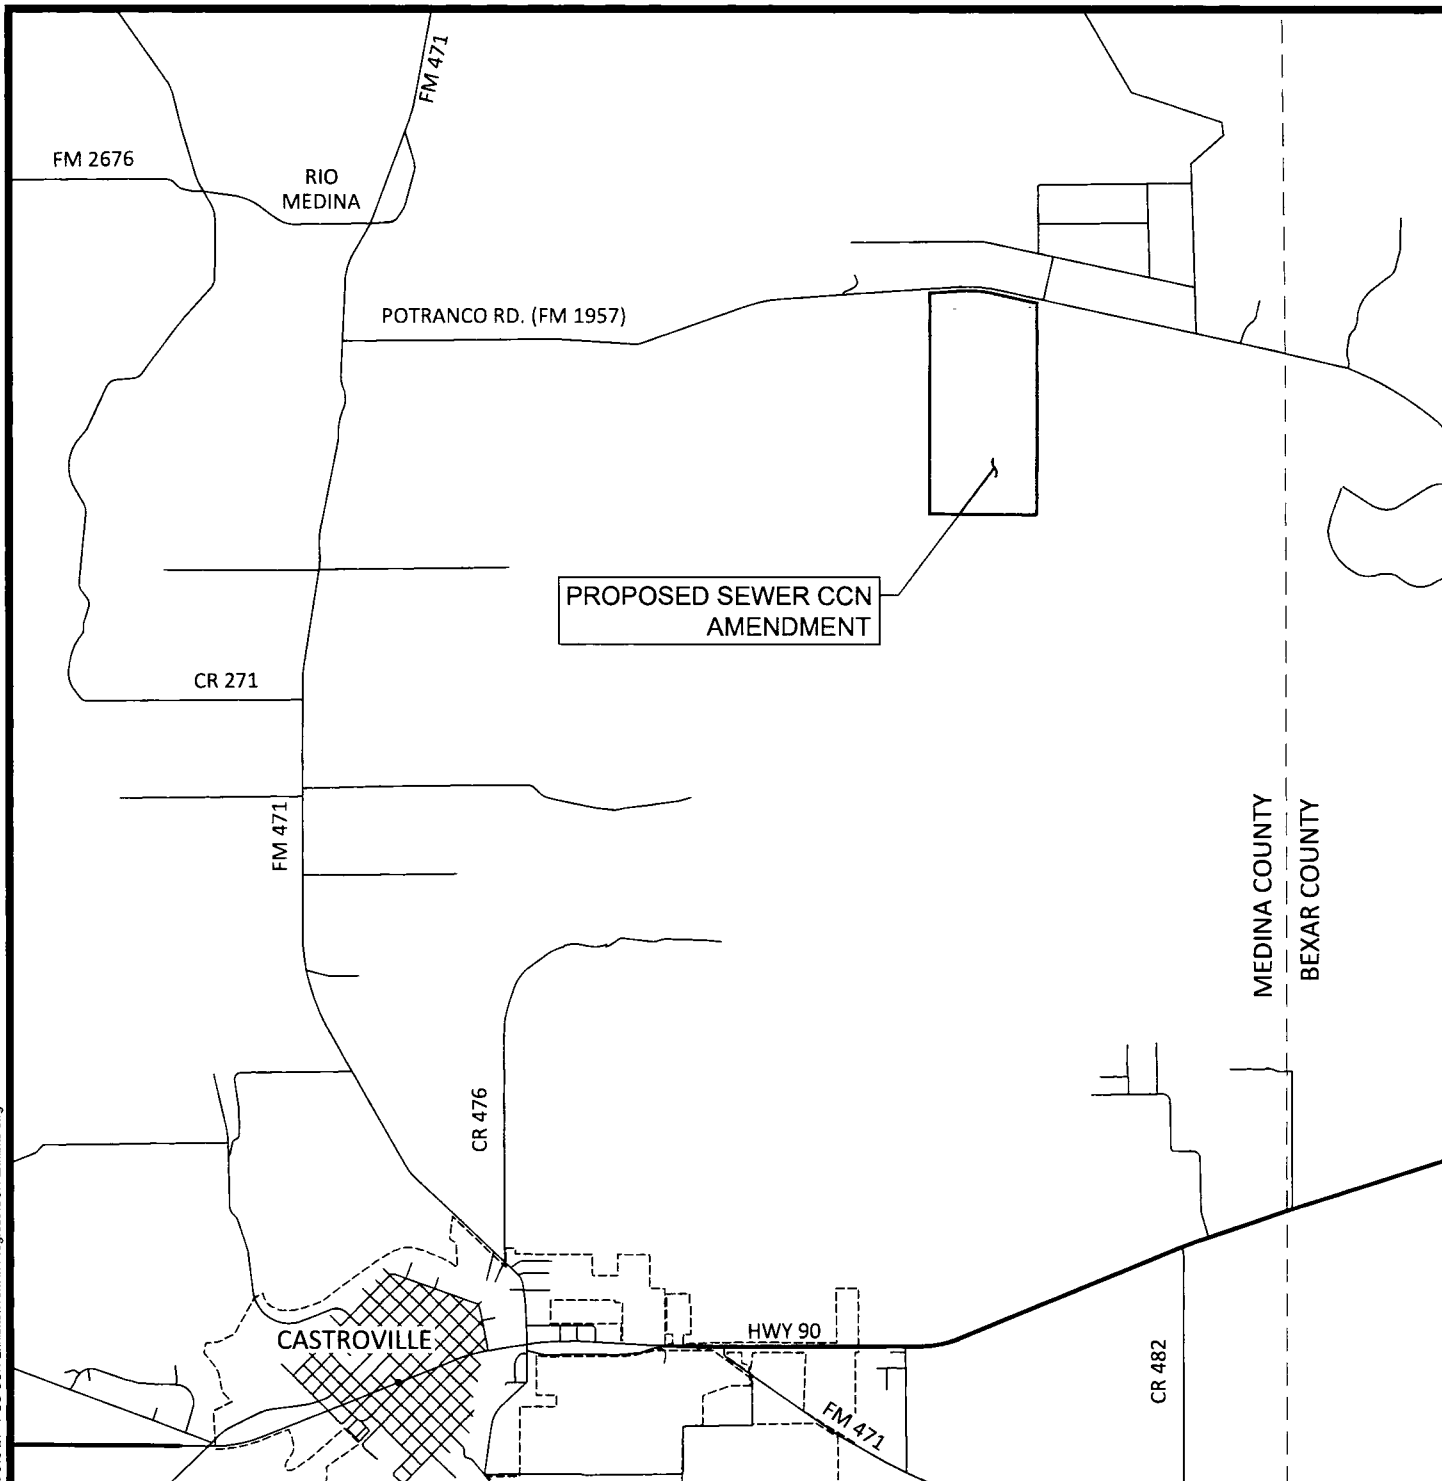 FM 471
FM 2676
RIO
MEDINA
POTRANCO RD. (FM 1957)
PROPOSED SEWER CCN
AMENDMENT
CR 271
FM 471
MEDINA COUNTY
BEXAR COUNTY
CR 476
CASTROVILLE
HWY 90
CR 482
FM 471